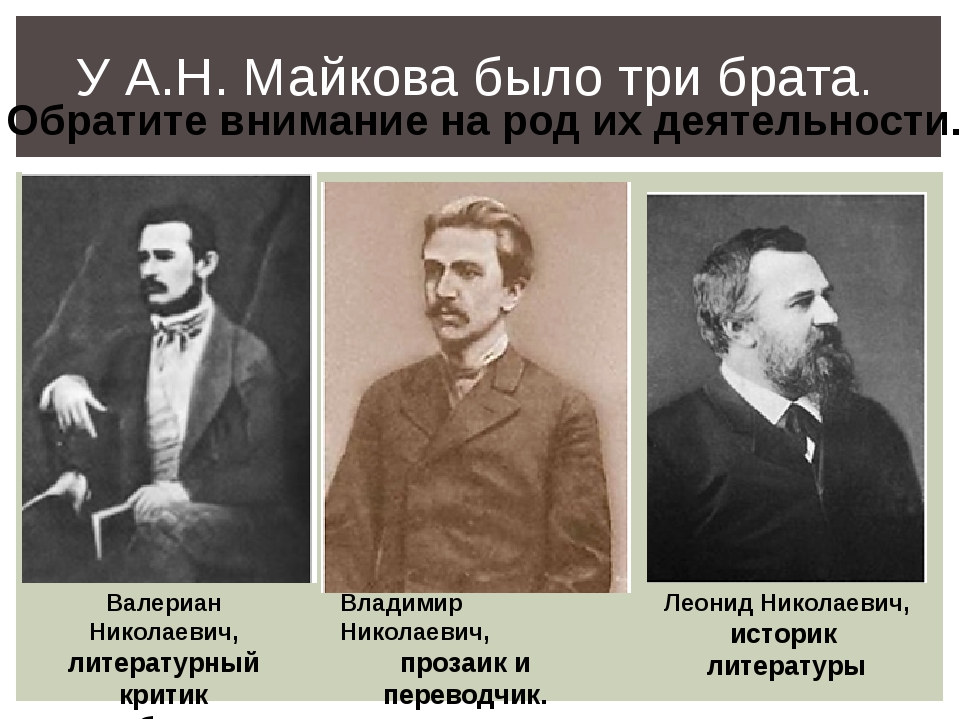 У А.Н. Майкова было три брата.
Обратите внимание на род их деятельности.
Валериан
Николаевич,
литературный
критик
Владимир
Николаевич,
прозаик и
переводчик.
Леонид Николаевич,
историк
литературы